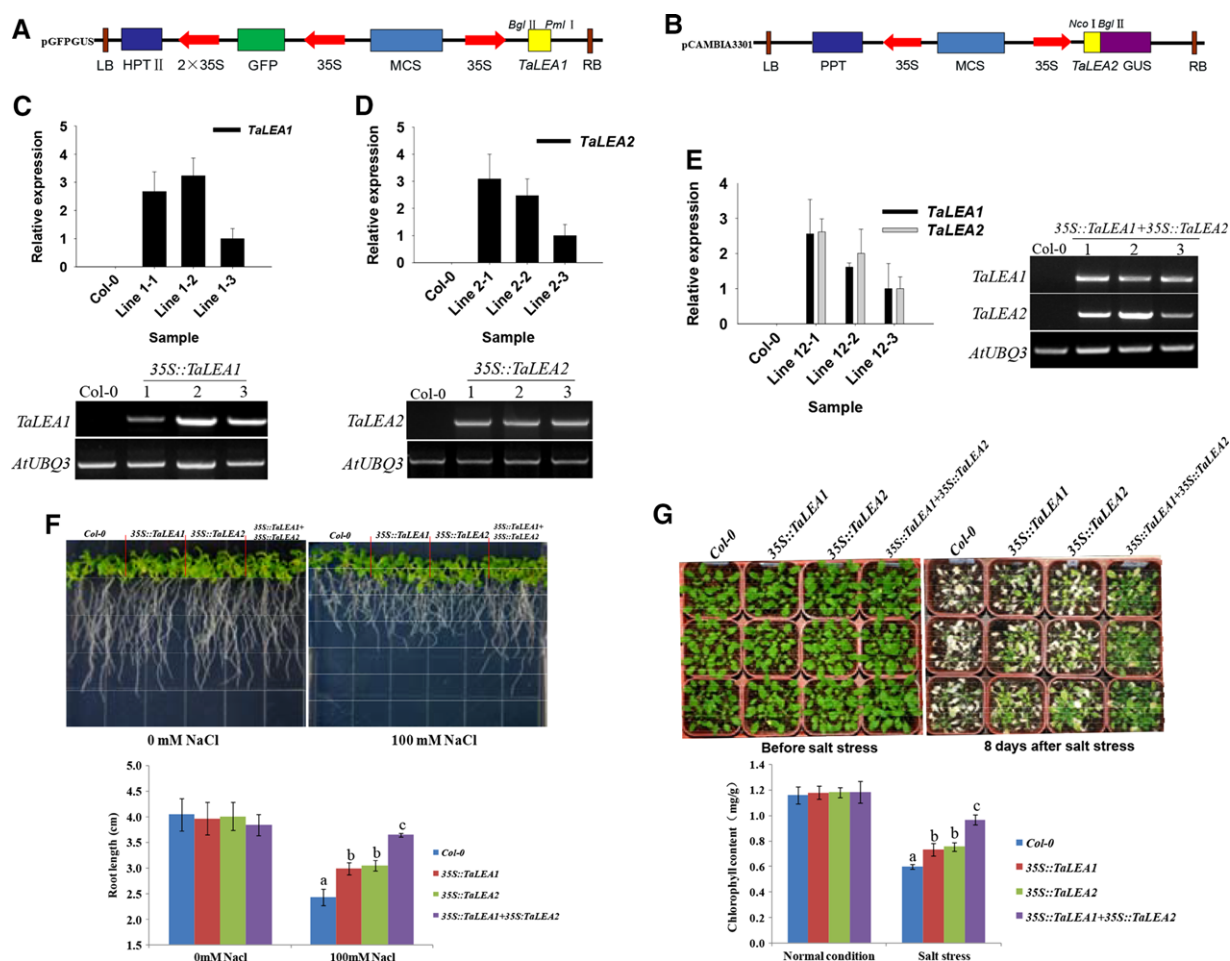 A
Bgl II Pml I
pGFPGUS
LB HPT II 2×35S GFP 35S MCS 35S TaLEA1 RB
B
Nco I Bgl II
pCAMBIA3301
LB PPT 35S MCS 35S TaLEA2 GUS RB
C
Relative expression
5
4
3
2
1
0
TaLEA1
Col-0
Line 1-1
Line 1-2
Line 1-3
Sample
35S::TaLEA1
Col-0 1 2 3
TaLEA1
AtUBQ3
D
Relative expression
5
4
3
2
1
0
TaLEA2
Col-0
Line 2-1
Line 2-2
Line 2-3
Sample
35S::TaLEA2
Col-0 1 2 3
TaLEA2
AtUBQ3
E
Relative expression
4
3
2
1
0
TaLEA1
TaLEA2
Col-0
Line 12-1
Line 12-2
Line 12-3
Sample
35S::TaLEA1+35S::TaLEA2
Col-0 1 2 3
TaLEA1
TaLEA2
AtUBQ3
F
Col-0 35S::TaLEA1 35S::TaLEA2 35S::TaLEA1+
35S::TaLEA2
Col-0 35S::TaLEA1 35S::TaLEA2 35S::TaLEA1+
35S::TaLEA2
0 mM NaCl
100 mM NaCl
Root length (cm)
4.5
4.0
3.5
3.0
2.5
2.0
1.5
a b b c
0mM Nacl 100mM Nacl
Col-0
35S::TaLEA1
35S::TaLEA2
35S::TaLEA1+35S::TaLEA2
G
Col-0
35S::TaLEA1
35S::TaLEA2
35S::TaLEA1+35S::TaLEA2
Col-0
35S::TaLEA1
35S::TaLEA2
35S::TaLEA1+35S::TaLEA2
Before salt stress
8 days after salt stress
Chlorophyll content (mg/g)
1.4
1.2
1.0
0.8
0.6
0.4
0.2
0.0
a b b c
Normal condition Salt stress
Col-0
35S::TaLEA1
35S::TaLEA2
35S::TaLEA1+35S::TaLEA2